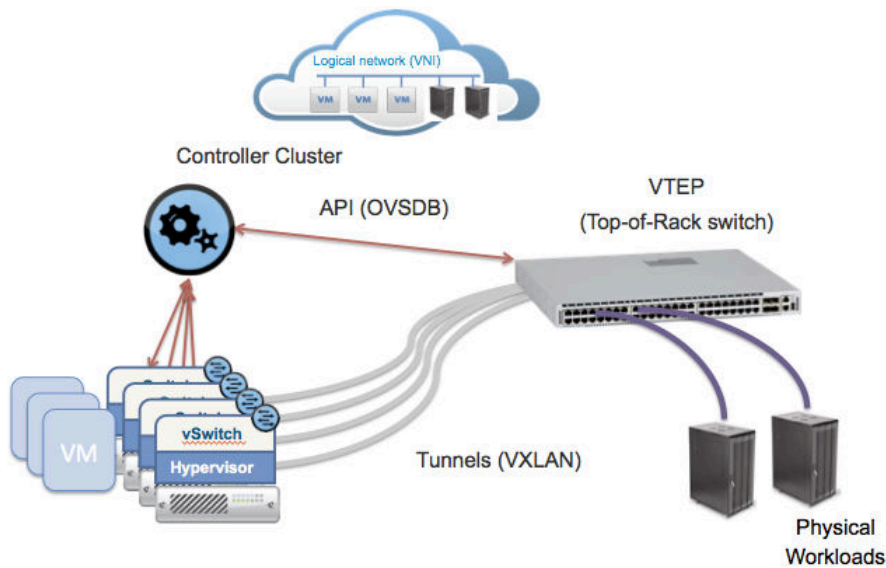 Logical network (VNI)
VM
VM
VM
Controller Cluster
API (OVSDB)
VTEP
(Top-of-Rack switch)
vSwitch
VM
Hypervisor
Tunnels (VXLAN)
Physical
Workloads